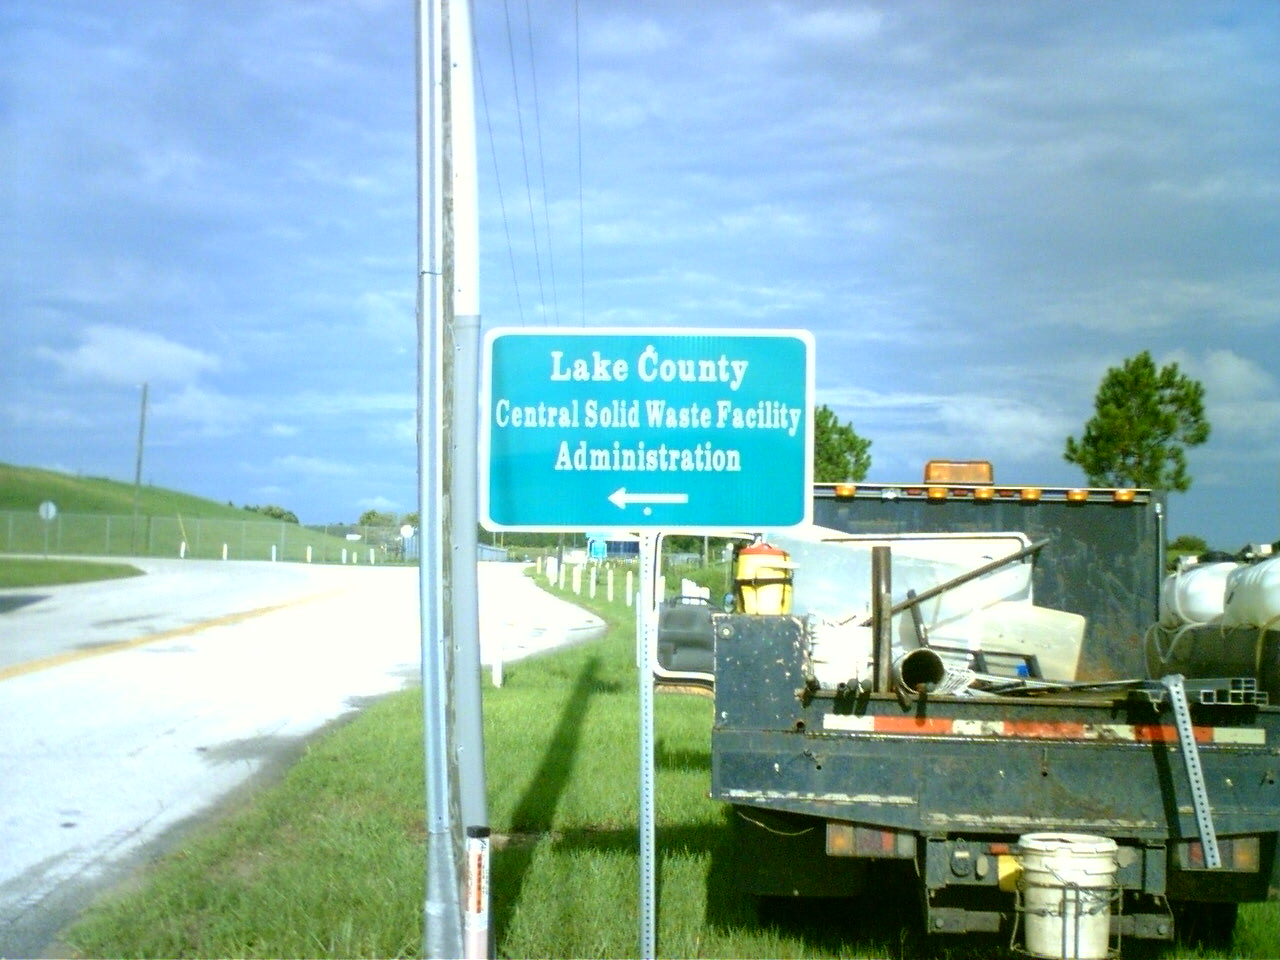 Lake County
Central Solid Waste Facility
Administration